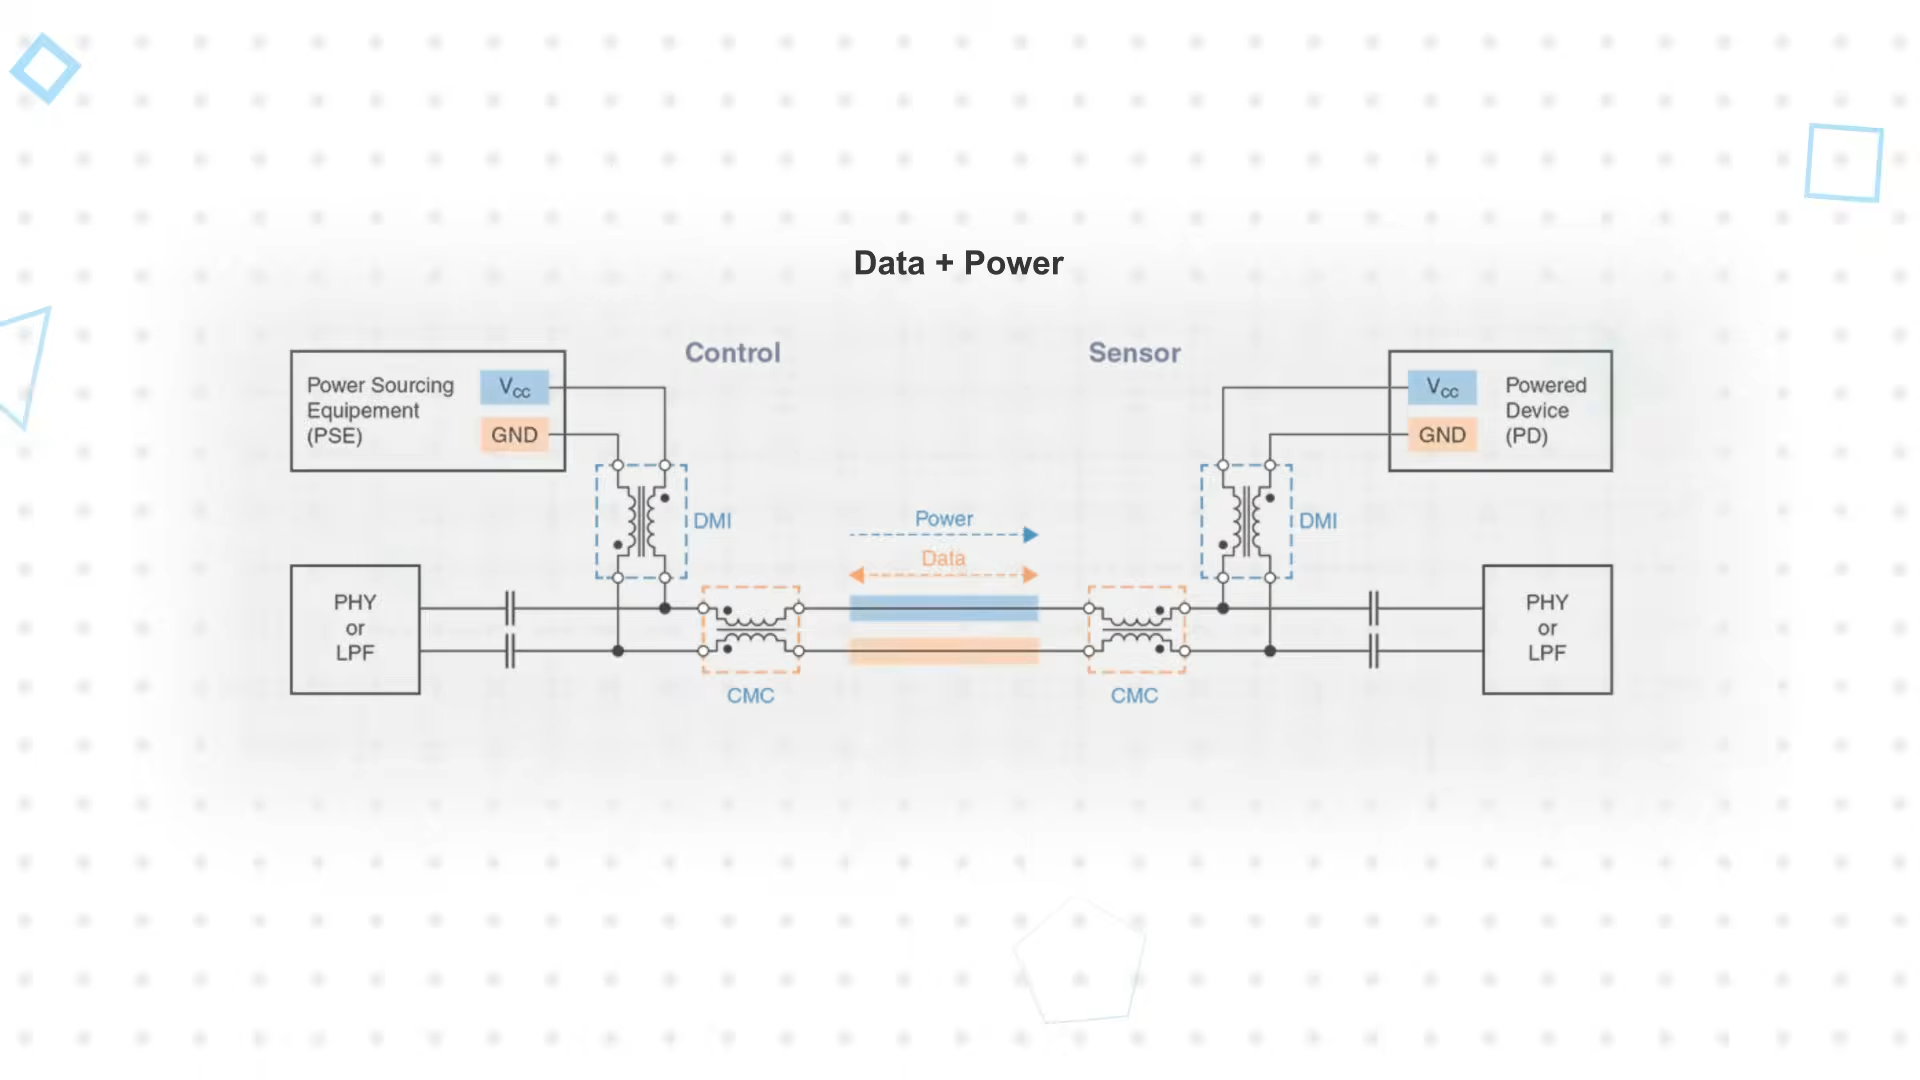 Data + Power
Control
Sensor
Power Sourcing
Equipement
(PSE)
VCC
GND
VCC
GND
Powered
Device
(PD)
DMI
Power
Data
DMI
PHY
or
LPF
CMC
CMC
PHY
or
LPF